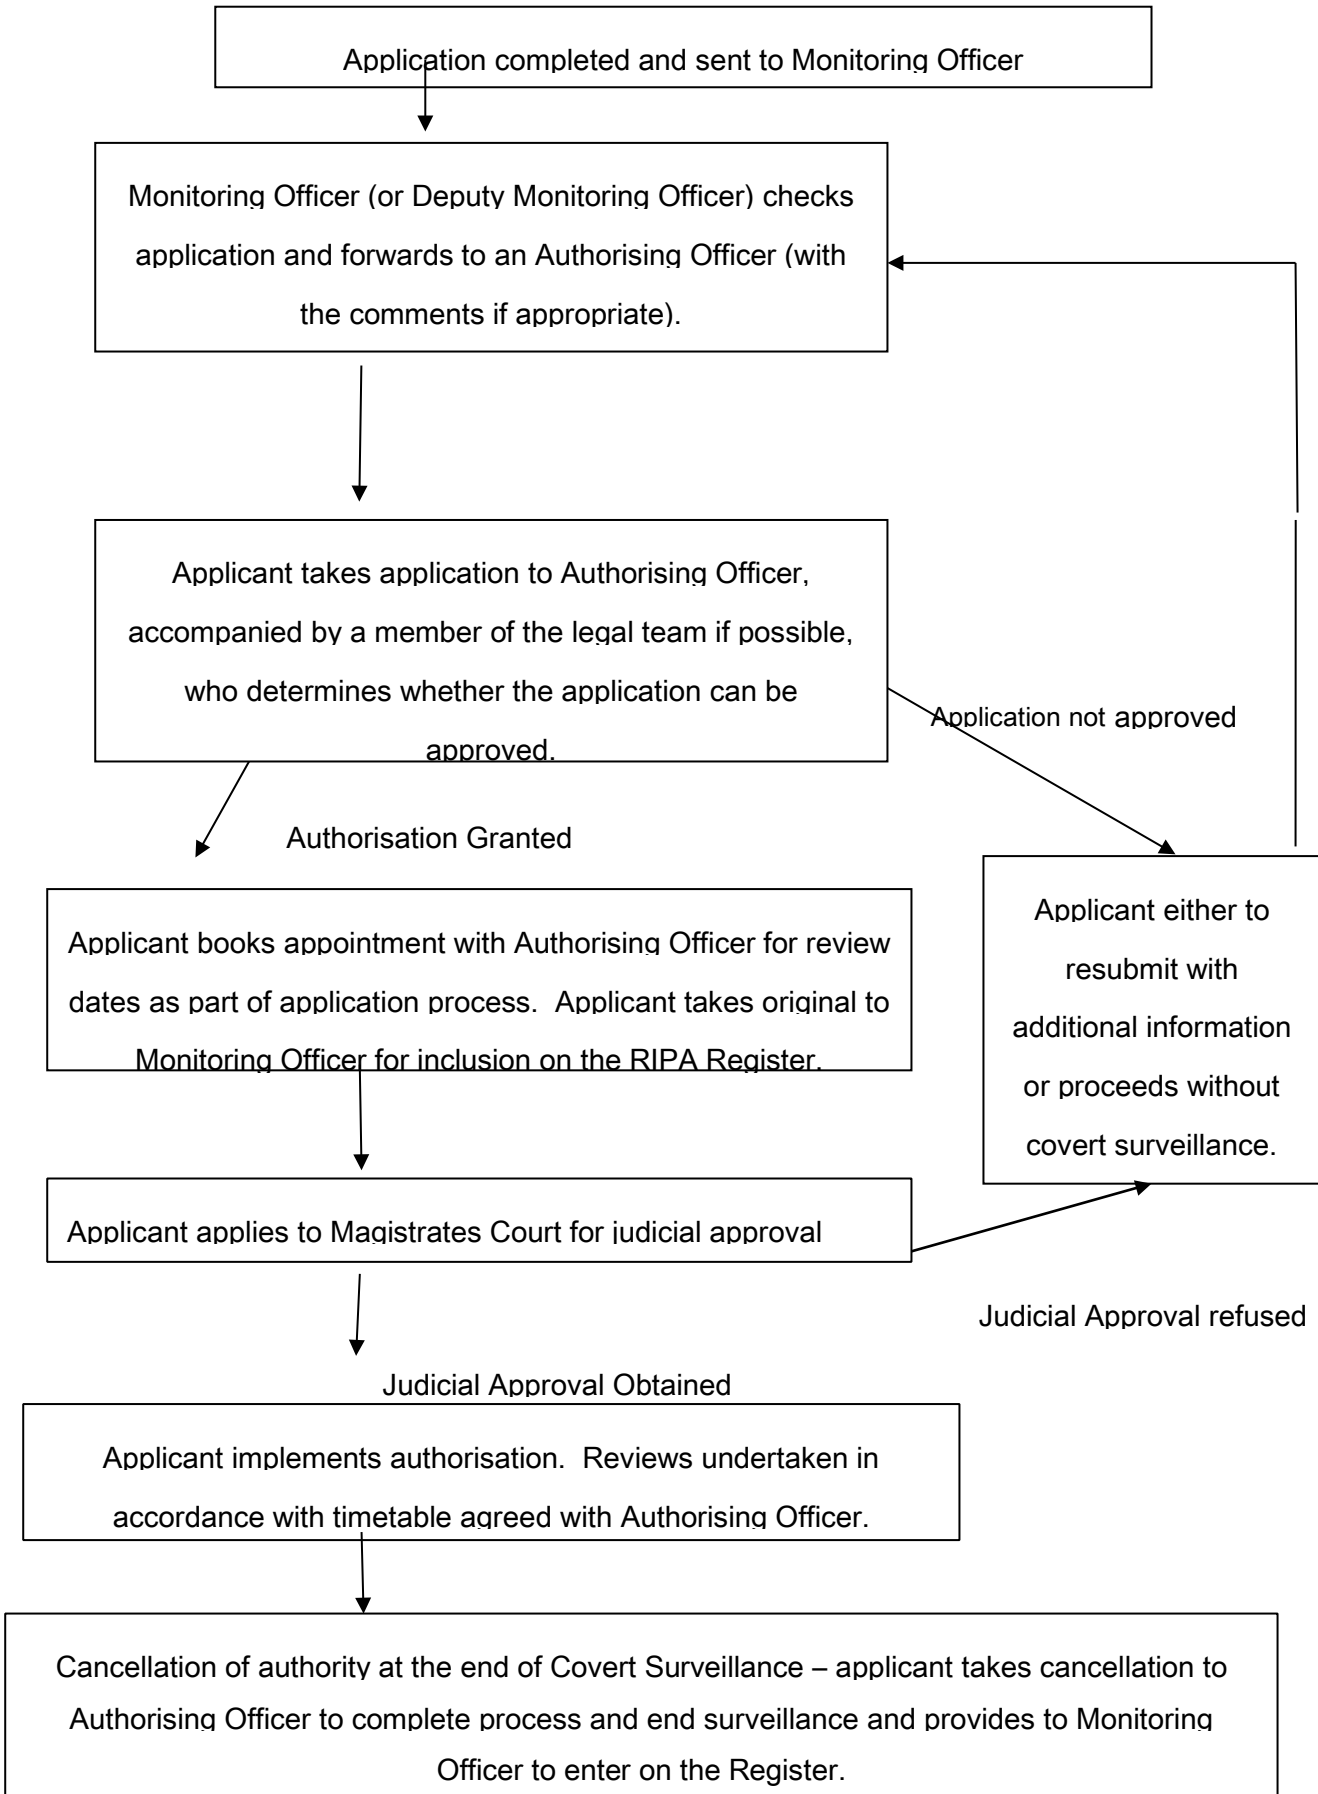 Application completed and sent to Monitoring Officer
Monitoring Officer (or Deputy Monitoring Officer) checks
application and forwards to an Authorising Officer (with
the comments if appropriate).
Applicant takes application to Authorising Officer,
accompanied by a member of the legal team if possible,
who determines whether the application can be
approved.
Application not approved
Authorisation Granted
Applicant books appointment with Authorising Officer for review
dates as part of application process.  Applicant takes original to
Monitoring Officer for inclusion on the RIPA Register.
Applicant either to
resubmit with
additional information
or proceeds without
covert surveillance.
Applicant applies to Magistrates Court for judicial approval
Judicial Approval refused
Judicial Approval Obtained
Applicant implements authorisation.  Reviews undertaken in
accordance with timetable agreed with Authorising Officer.
Cancellation of authority at the end of Covert Surveillance – applicant takes cancellation to
Authorising Officer to complete process and end surveillance and provides to Monitoring
Officer to enter on the Register.